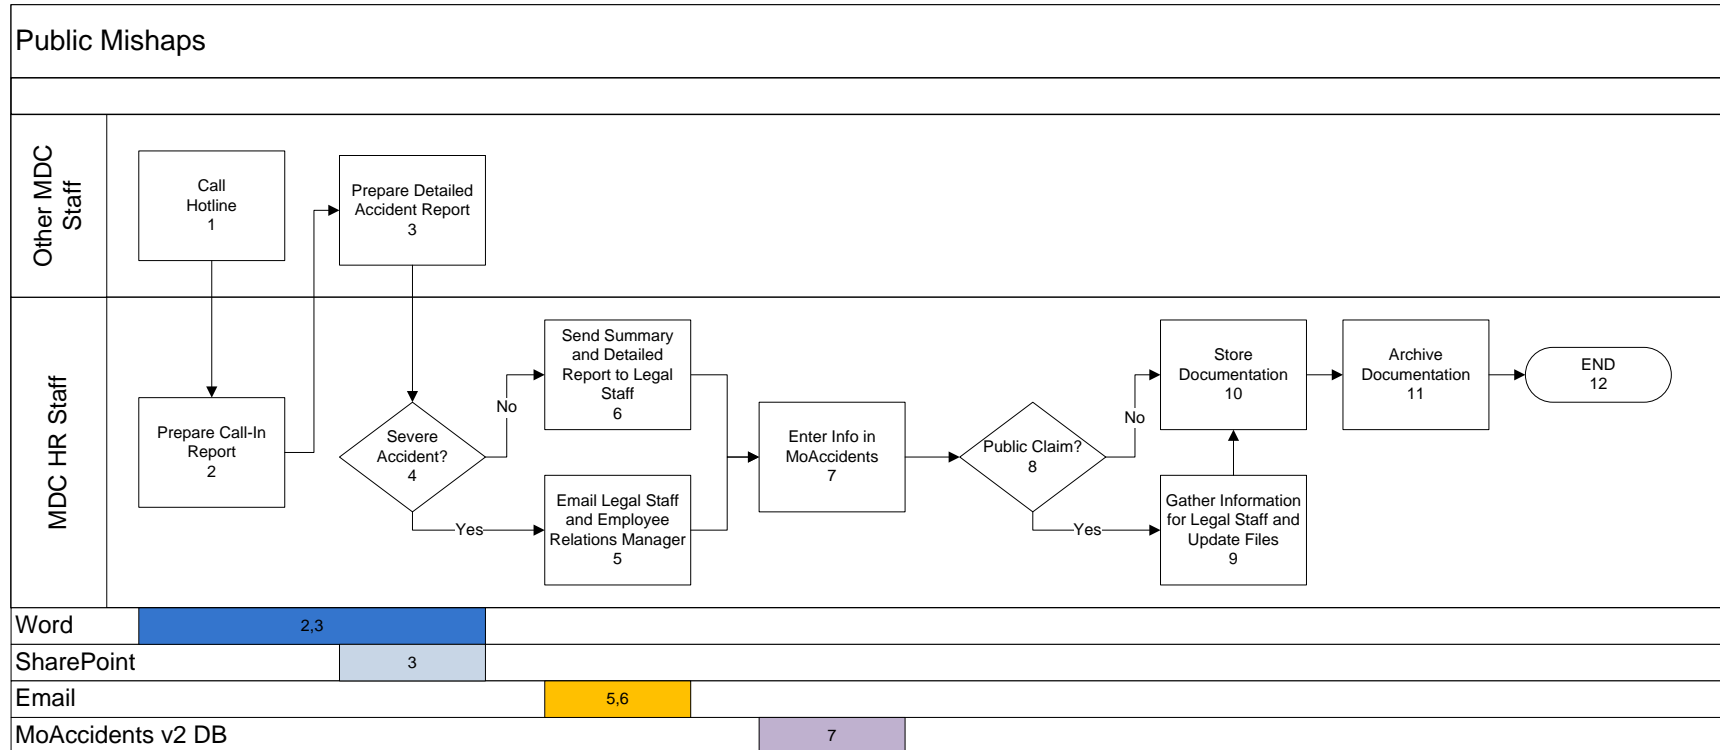 Public Mishaps
Other MDC
Staff
Call
Hotline
1
Prepare Detailed
Accident Report
3
MDC HR Staff
Prepare Call-In
Report
2
Severe
Accident?
4
No
Yes
Send Summary
and Detailed
Report to Legal
Staff
6
Email Legal Staff
and Employee
Relations Manager
5
Enter Info in
MoAccidents
7
Public Claim?
8
No
Yes
Store
Documentation
10
Gather Information
for Legal Staff and
Update Files
9
Archive
Documentation
11
END
12
Word
2,3
SharePoint
3
Email
5,6
MoAccidents v2 DB
7